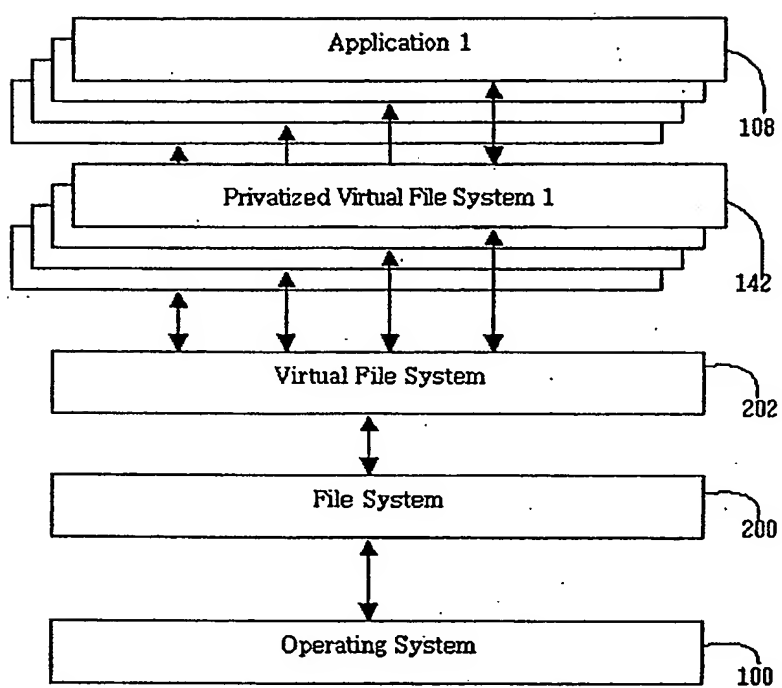 Application 1
108
Privatized Virtual File System 1
142
Virtual File System
202
File System
200
Operating System
100